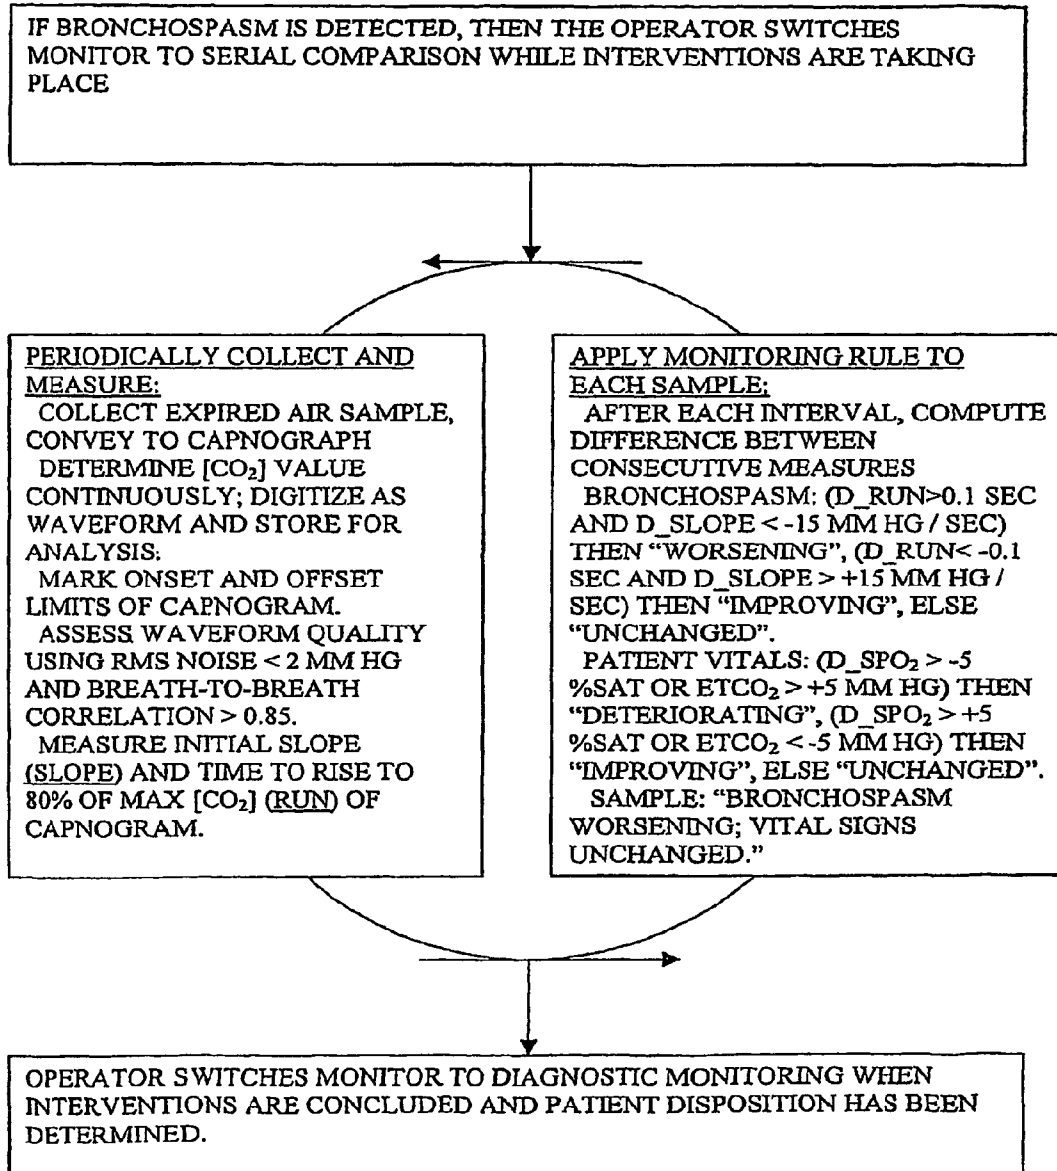 IF BRONCHOSPASM IS DETECTED, THEN THE OPERATOR SWITCHES
MONITOR TO SERIAL COMPARISON WHILE INTERVENTIONS ARE TAKING
PLACE
PERIODICALLY COLLECT AND
MEASURE:
COLLECT EXPIRED AIR SAMPLE,
CONVEY TO CAPNOGRAPH
DETERMINE [CO₂] VALUE
CONTINUOUSLY; DIGITIZE AS
WAVEFORM AND STORE FOR
ANALYSIS.
MARK ONSET AND OFFSET
LIMITS OF CAPNOGRAM.
ASSESS WAVEFORM QUALITY
USING RMS NOISE < 2 MM HG
AND BREATH-TO-BREATH
CORRELATION > 0.85.
MEASURE INITIAL SLOPE
(SLOPE) AND TIME TO RISE TO
80% OF MAX [CO₂] (RUN) OF
CAPNOGRAM.
APPLY MONITORING RULE TO
EACH SAMPLE;
AFTER EACH INTERVAL, COMPUTE
DIFFERENCE BETWEEN
CONSECUTIVE MEASURES
BRONCHOSPASM: (D_RUN>0.1 SEC
AND D_SLOPE < -15 MM HG / SEC)
THEN “WORSENING”, (D_RUN< -0.1
SEC AND D_SLOPE > +15 MM HG /
SEC) THEN “IMPROVING”, ELSE
“UNCHANGED”.
PATIENT VITALS: (D_SPO₂ > -5
%SAT OR ETCO₂ > +5 MM HG) THEN
“DETERIORATING”, (D_SPO₂ > +5
%SAT OR ETCO₂ < -5 MM HG) THEN
“IMPROVING”, ELSE “UNCHANGED”.
SAMPLE: “BRONCHOSPASM
WORSENING; VITAL SIGNS
UNCHANGED.”
OPERATOR SWITCHES MONITOR TO DIAGNOSTIC MONITORING WHEN
INTERVENTIONS ARE CONCLUDED AND PATIENT DISPOSITION HAS BEEN
DETERMINED.